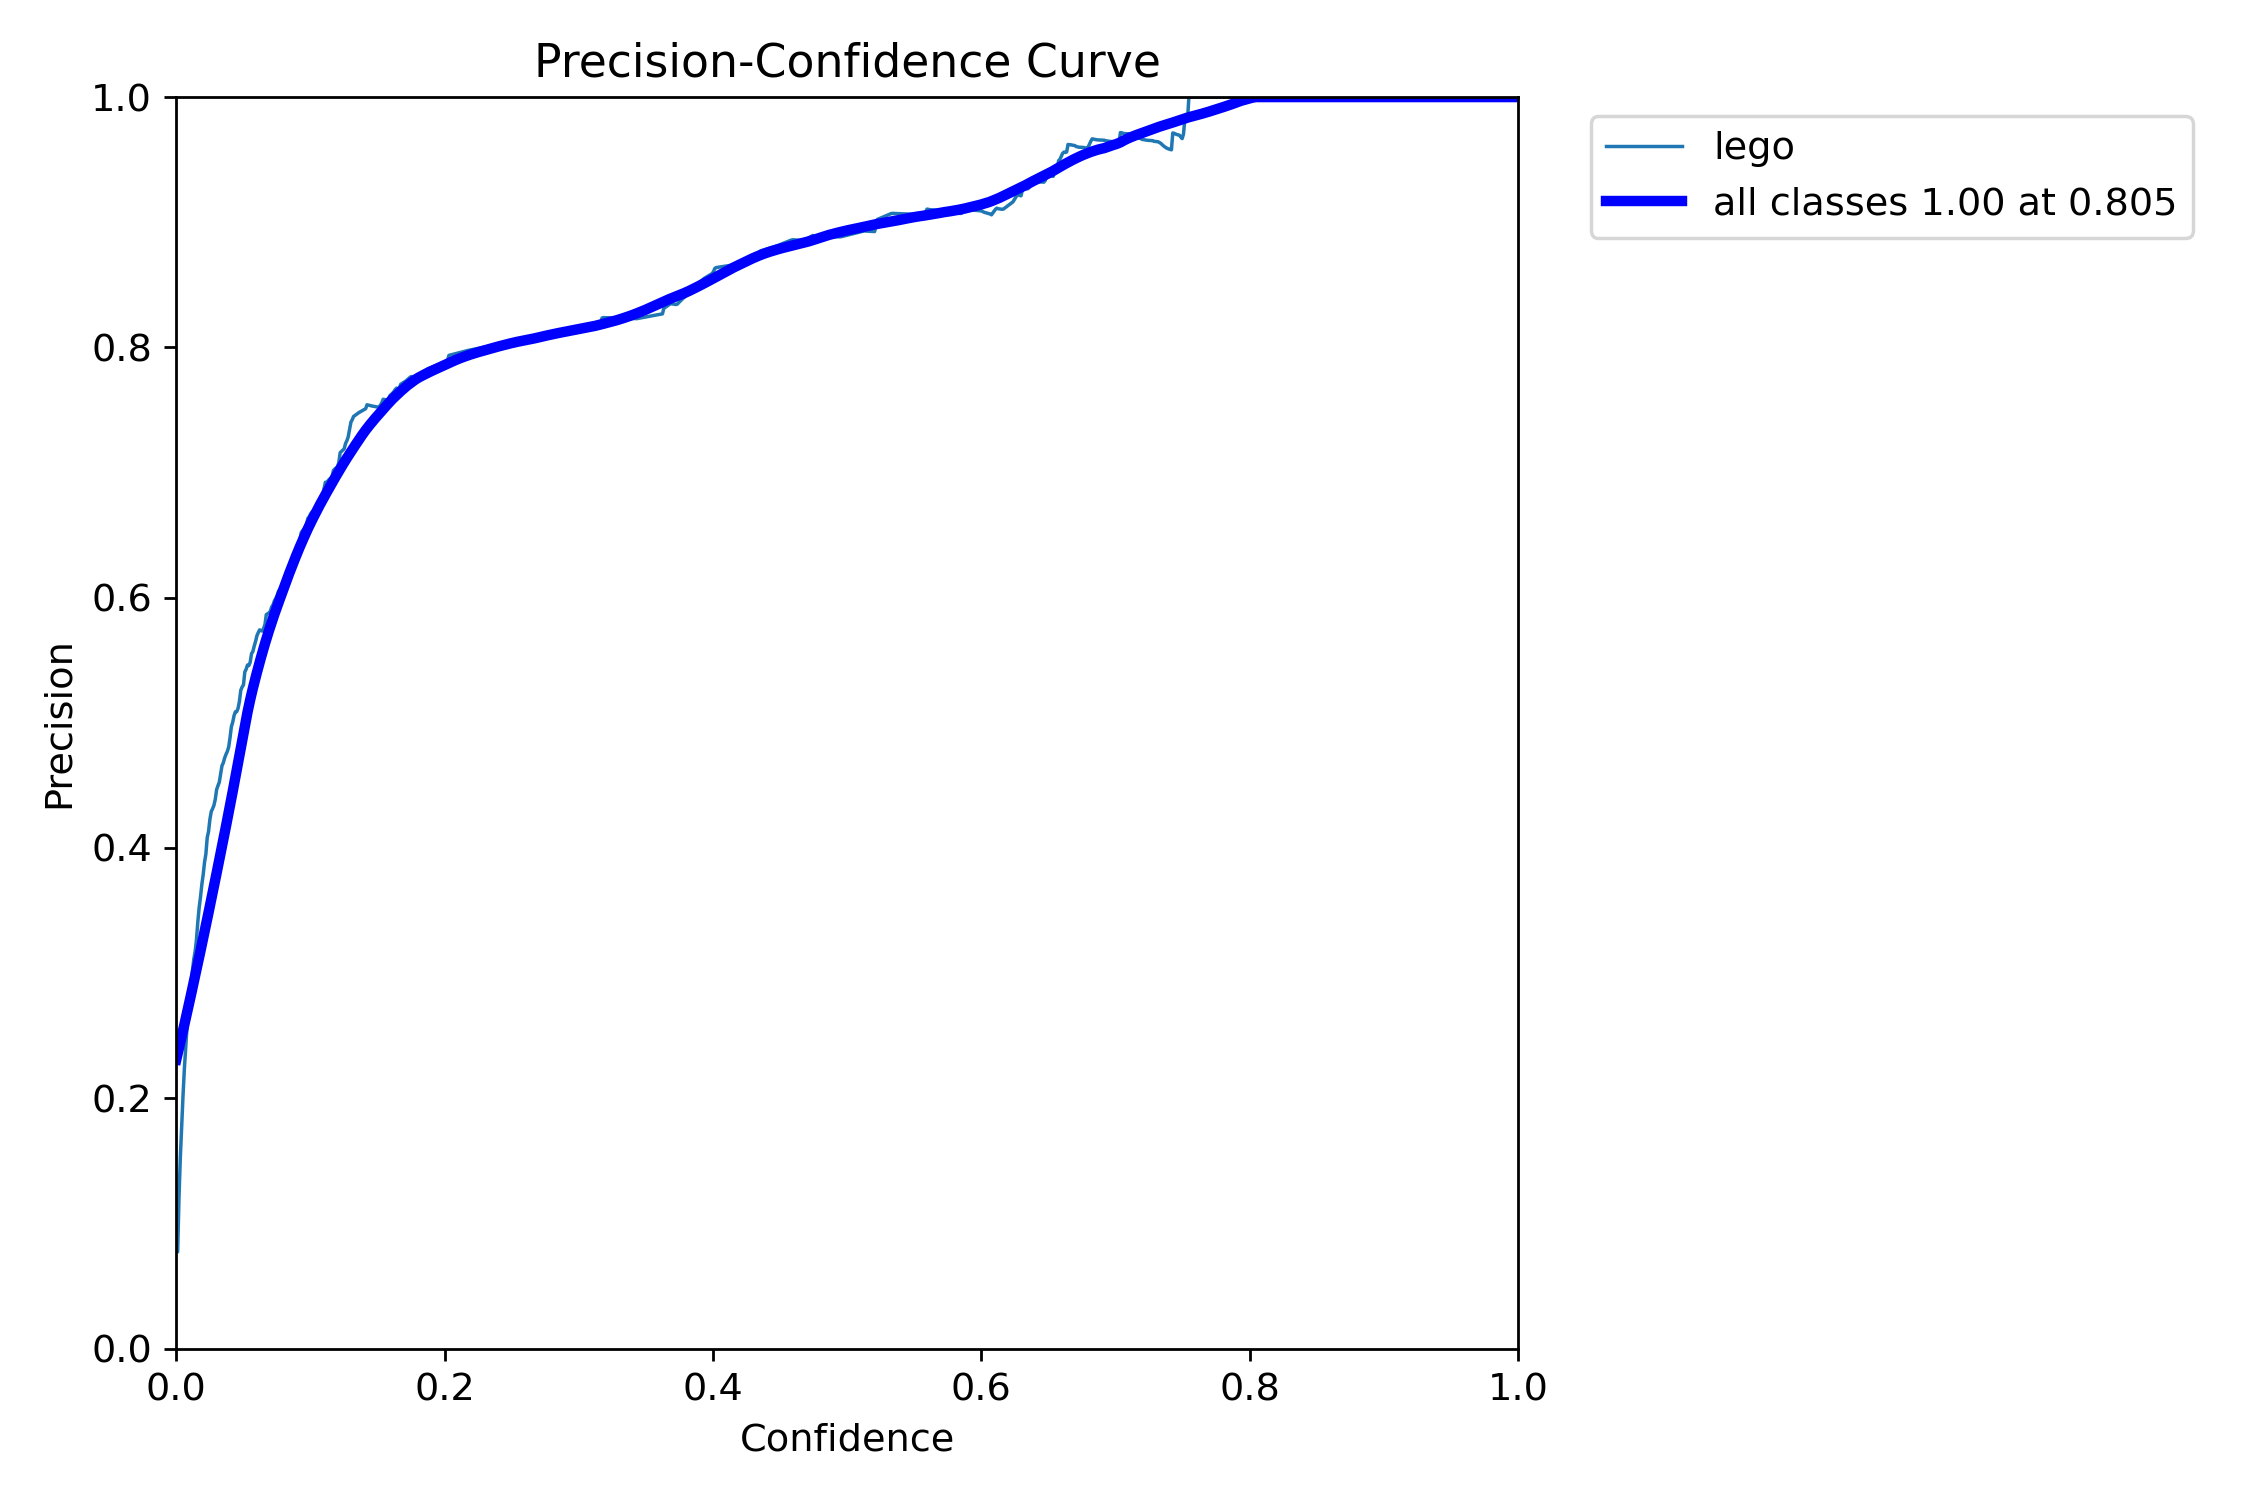 Precision-Confidence Curve
1.0
0.8
0.6
0.4
0.2
0.0
Precision
0.0 0.2 0.4 0.6 0.8 1.0
Confidence
lego
all classes 1.00 at 0.805